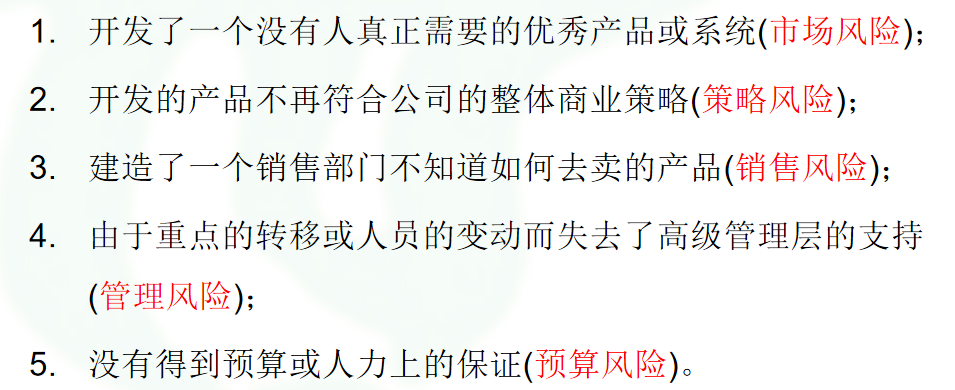 1. 开发了一个没有人真正需要的优秀产品或系统(市场风险)；
2. 开发的产品不再符合公司的整体商业策略(策略风险)；
3. 建造了一个销售部门不知道如何去卖的产品(销售风险)；
4. 由于重点的转移或人员的变动而失去了高级管理层的支持
(管理风险)；
5. 没有得到预算或人力上的保证(预算风险)。